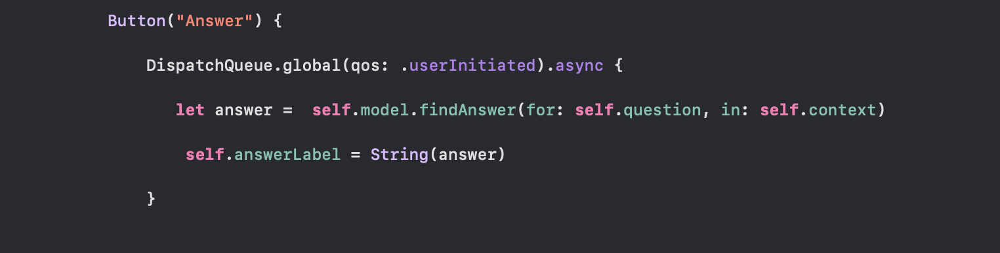 Button("Answer") {
DispatchQueue.global(qos: .userInitiated).async {
let answer =  self.model.findAnswer(for: self.question, in: self.context)
self.answerLabel = String(answer)
}